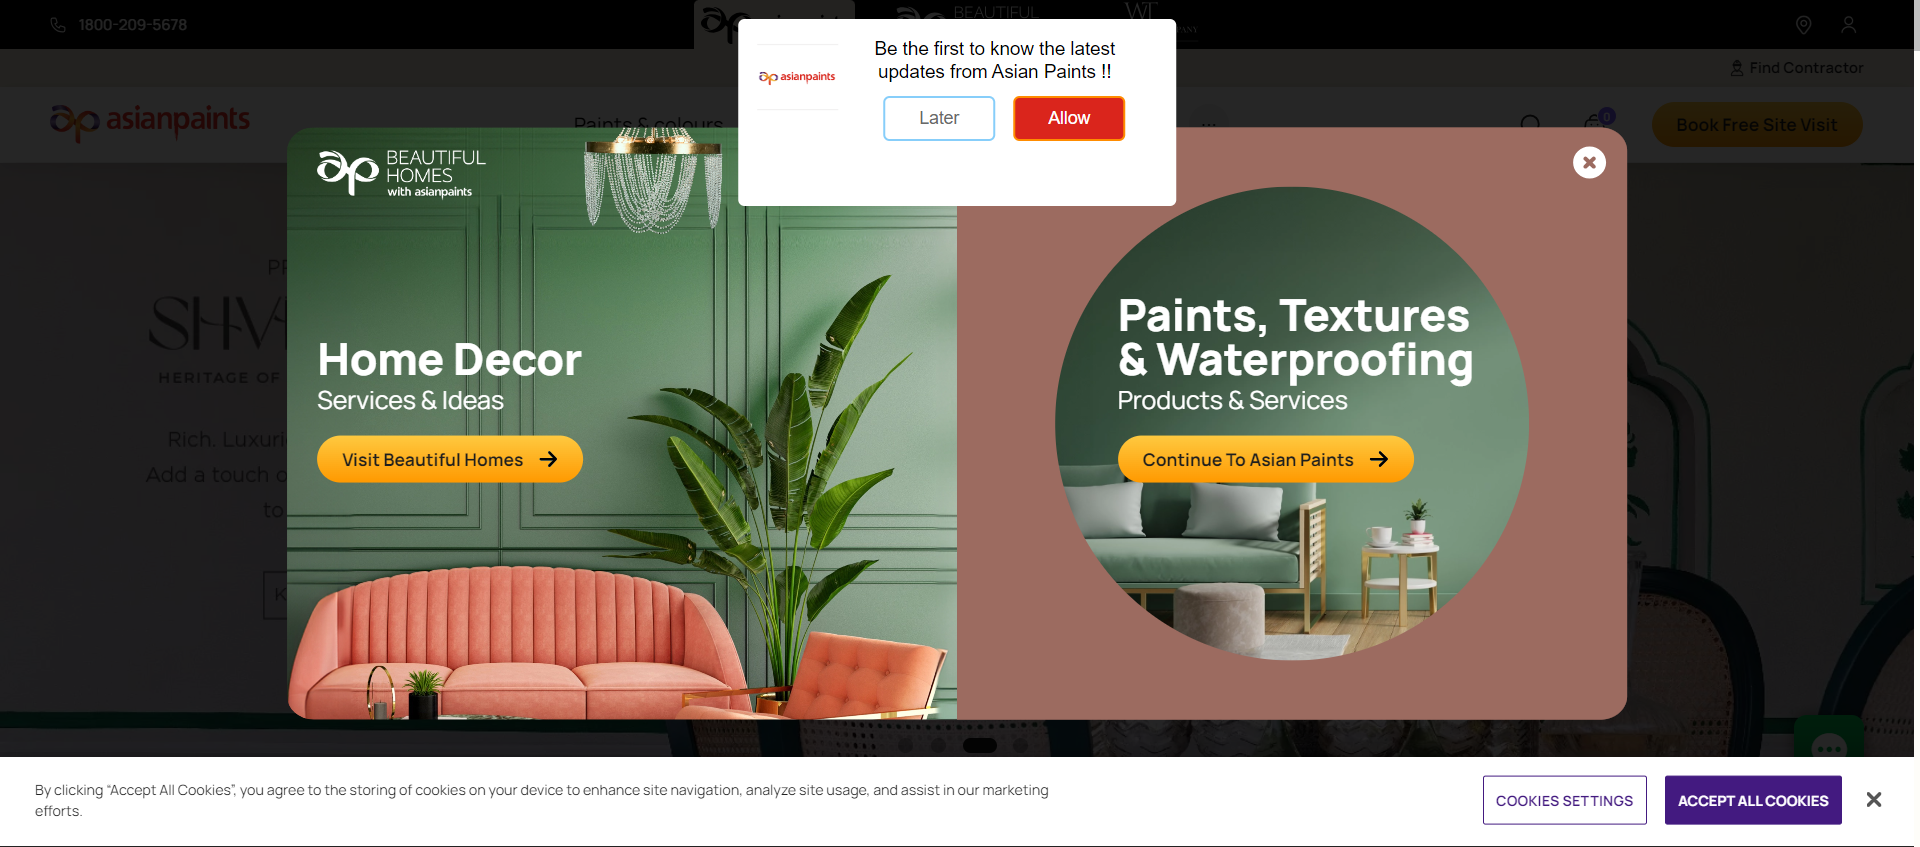 1800-209-5678
BEAUTIFUL
WT
Be the first to know the latest
updates from Asian Paints !!
asianpaints
Later
Allow
Find Contractor
asianpaints
Paints & colours
...
0
Book Free Site Visit
BEAUTIFUL
HOMES
with asianpaints
Home Decor
Services & Ideas
Visit Beautiful Homes
Paints, Textures
& Waterproofing
Products & Services
Continue To Asian Paints
HERITAGE OF
Rich.
Add a touch
to
By clicking “Accept All Cookies”, you agree to the storing of cookies on your device to enhance site navigation, analyze site usage, and assist in our marketing
efforts.
COOKIES SETTINGS
ACCEPT ALL COOKIES